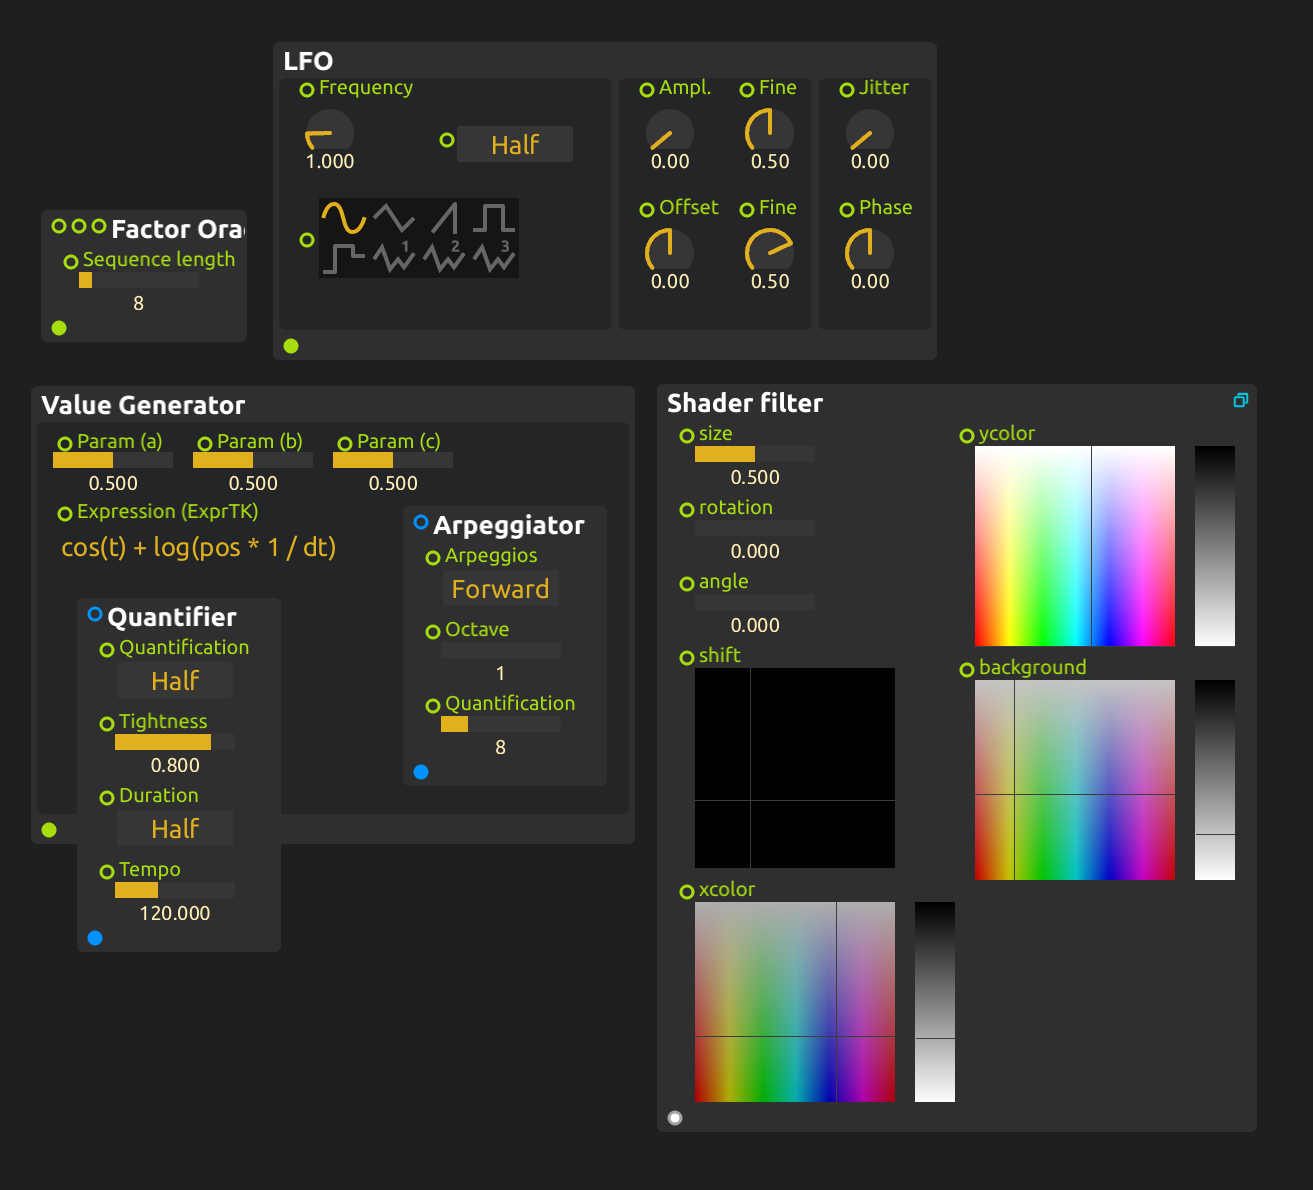 LFO
Frequency
1.000
Half
1
2
3
Ampl.
0.00
Fine
0.50
Offset
0.00
Fine
0.50
Jitter
0.00
Phase
0.00
Factor Ora
Sequence length
8
Value Generator
Param (a)
0.500
Param (b)
0.500
Param (c)
0.500
Expression (ExprTK)
cos(t) + log(pos * 1 / dt)
Quantifier
Quantification
Half
Tightness
0.800
Duration
Half
Tempo
120.000
Arpeggiator
Arpeggios
Forward
Octave
1
Quantification
8
Shader filter
size
0.500
rotation
0.000
angle
0.000
shift
xcolor
ycolor
background